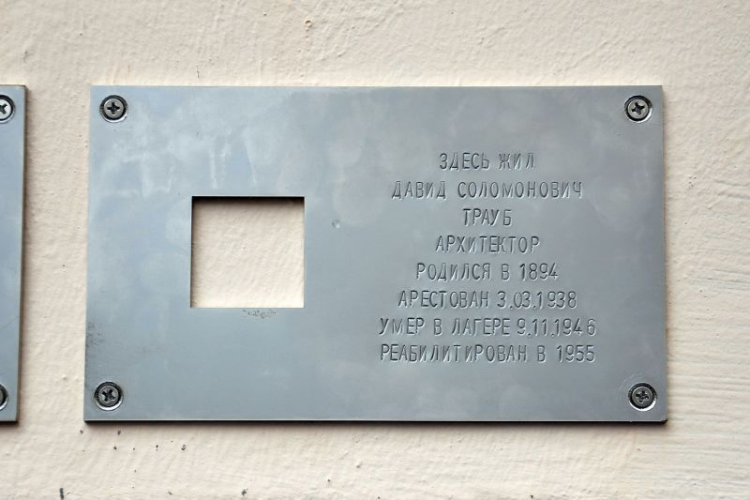 ЗДЕСЬ ЖИЛ
ДАВИД СОЛОМОНОВИЧ
ТРАУБ
АРХИТЕКТОР
РОДИЛСЯ В 1894
АРЕСТОВАН 3.03.1938
УМЕР В ЛАГЕРЕ 9.11.1946
РЕАБИЛИТИРОВАН В 1955